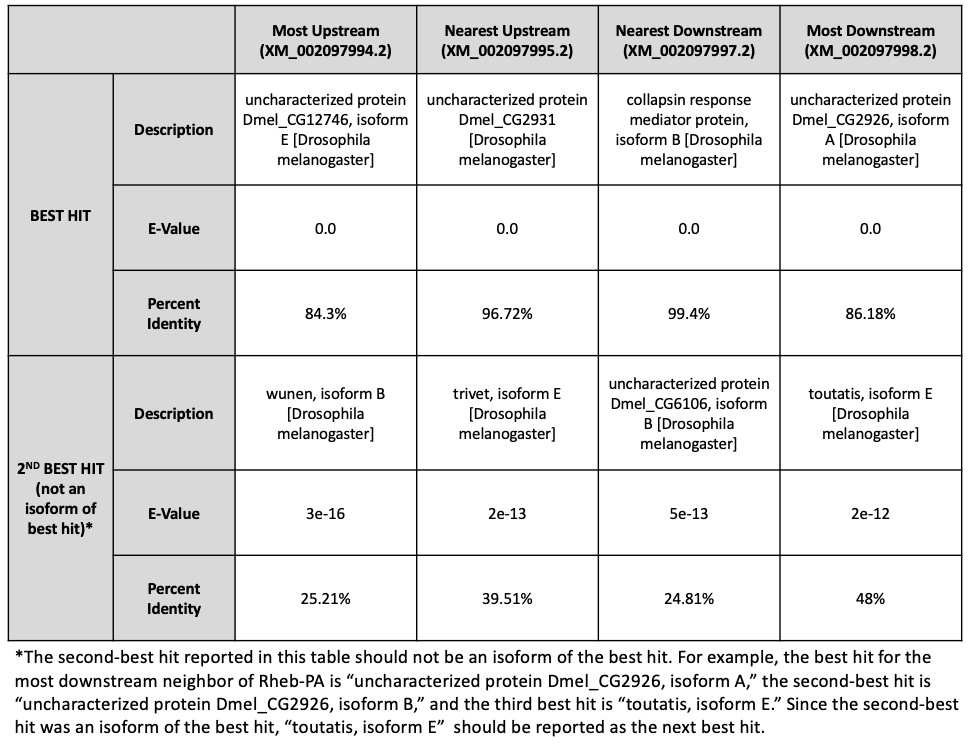 Most Upstream
(XM_002097994.2)
Nearest Upstream
(XM_002097995.2)
Nearest Downstream
(XM_002097997.2)
Most Downstream
(XM_002097998.2)
BEST HIT
Description
uncharacterized protein
Dmel_CG12746, isoform
E [Drosophila
melanogaster]
uncharacterized protein
Dmel_CG2931
[Drosophila
melanogaster]
collapsin response
mediator protein,
isoform B [Drosophila
melanogaster]
uncharacterized protein
Dmel_CG2926, isoform
A [Drosophila
melanogaster]
E-Value
0.0
0.0
0.0
0.0
Percent
Identity
84.3%
96.72%
99.4%
86.18%
2ND BEST HIT
(not an
isoform of
best hit)*
Description
wunen, isoform B
[Drosophila
melanogaster]
trivet, isoform E
[Drosophila
melanogaster]
uncharacterized protein
Dmel_CG6106, isoform
B [Drosophila
melanogaster]
toutatis, isoform E
[Drosophila
melanogaster]
E-Value
3e-16
2e-13
5e-13
2e-12
Percent
Identity
25.21%
39.51%
24.81%
48%
*The second-best hit reported in this table should not be an isoform of the best hit. For example, the best hit for the
most downstream neighbor of Rheb-PA is “uncharacterized protein Dmel_CG2926, isoform A,” the second-best hit is
“uncharacterized protein Dmel_CG2926, isoform B,” and the third best hit is “toutatis, isoform E.” Since the second-best
hit was an isoform of the best hit, “toutatis, isoform E” should be reported as the next best hit.